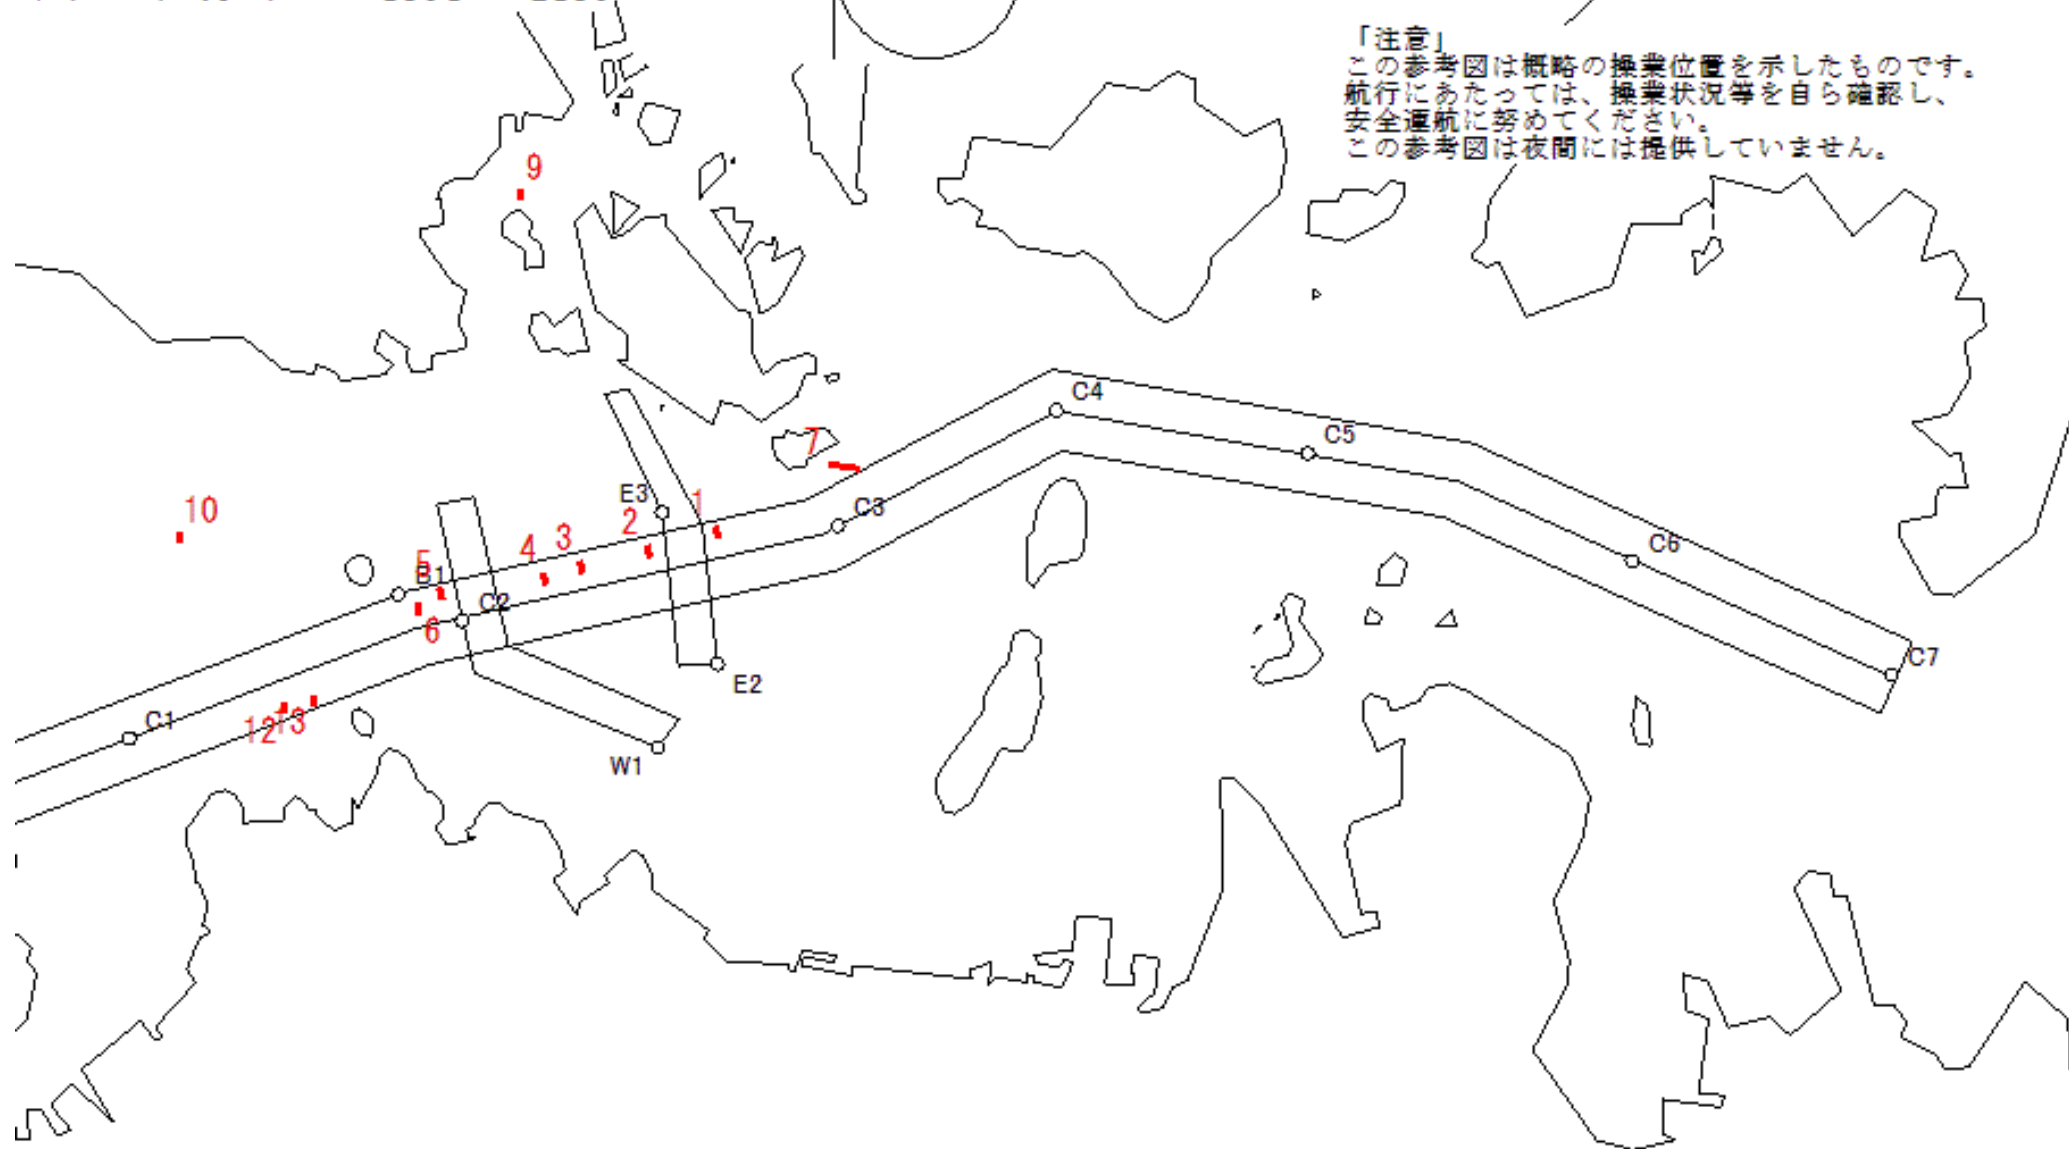 「注意」
この参考図は概略の操業位置を示したものです。
航行にあたっては、操業状況等を自ら確認し、
安全運航に努めてください。
この参考図は夜間には提供していません。
9
C4
7
C5
10
E3
1
2
C3
3
4
5
B1
C2
6
C6
C7
E2
C1
12
13
W1